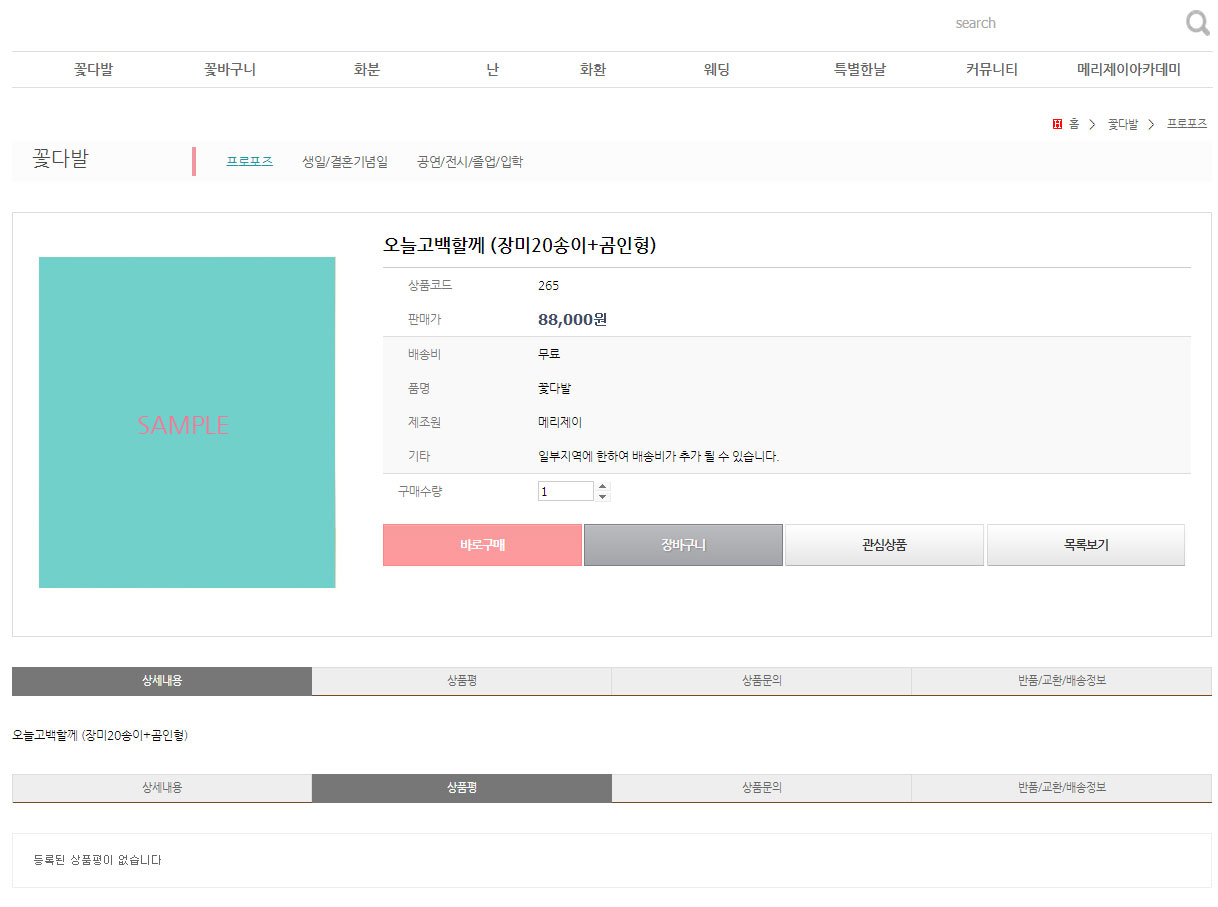 search
꽃다발 꽃바구니 화분 난 화환 웨딩 특별한날 커뮤니티 메리제이아카데미
H 홈 > 꽃다발 > 프로포즈
꽃다발 프로포즈 생일/결혼기념일 공연/전시/졸업/입학
오늘고백할께 (장미20송이+곰인형)
상품코드 265
판매가 88,000원
배송비 무료
품명 꽃다발
SAMPLE
제조원 메리제이
기타 일부지역에 한하여 배송비가 추가 될 수 있습니다.
구매수량 1
바로구매 장바구니 관심상품 목록보기
상세내용 상품평 상품문의 반품/교환/배송정보
오늘고백할께 (장미20송이+곰인형)
상세내용 상품평 상품문의 반품/교환/배송정보
등록된 상품평이 없습니다